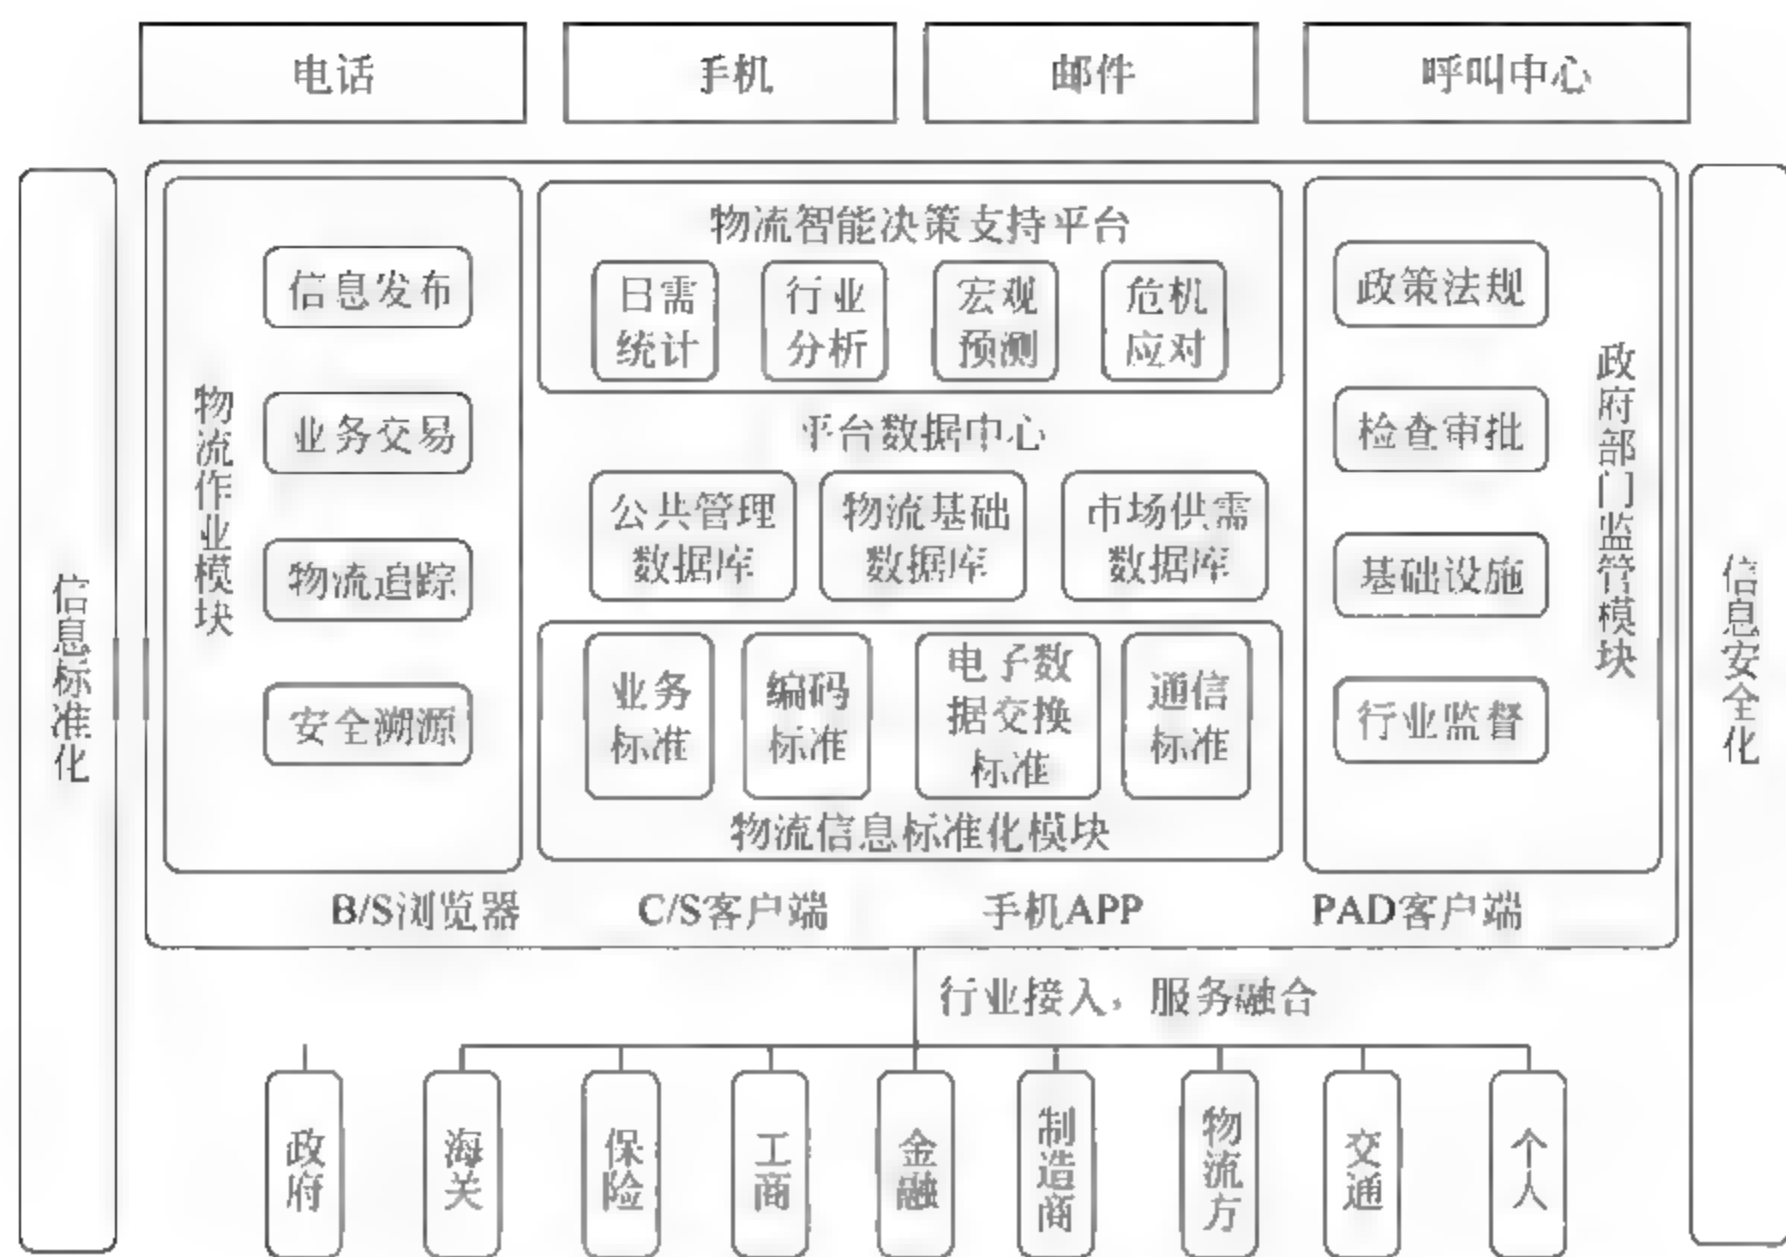 电话
手机
邮件
呼叫中心
信息标准化
物流作业模块
信息发布
业务交易
物流追踪
安全溯源
物流智能决策支持平台
日需
统计
行业
分析
宏观
预测
危机
应对
平台数据中心
公共管理
数据库
物流基础
数据库
市场供需
数据库
业务
标准
编码
标准
电子数
据交换
标准
通信
标准
物流信息标准化模块
政策法规
检查审批
基础设施
行业监督
政府部门监管模块
信息安全化
B/S浏览器
C/S客户端
手机APP
PAD客户端
行业接入，服务融合
政府
海关
保险
工商
金融
制造商
物流方
交通
个人